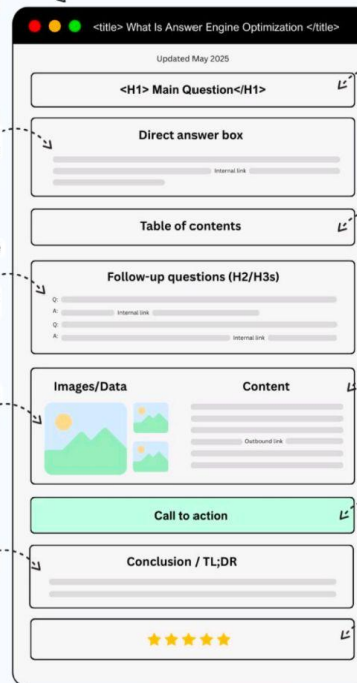 <title> What Is Answer Engine Optimization </title>
Updated May 2025
<H1> Main Question</H1>
Direct answer box
Internal link
Table of contents
Follow-up questions (H2/H3s)
Q:
A: Internal link
Q:
A: Internal link
Images/Data
Content
Outbound link
Call to action
Conclusion / TL;DR